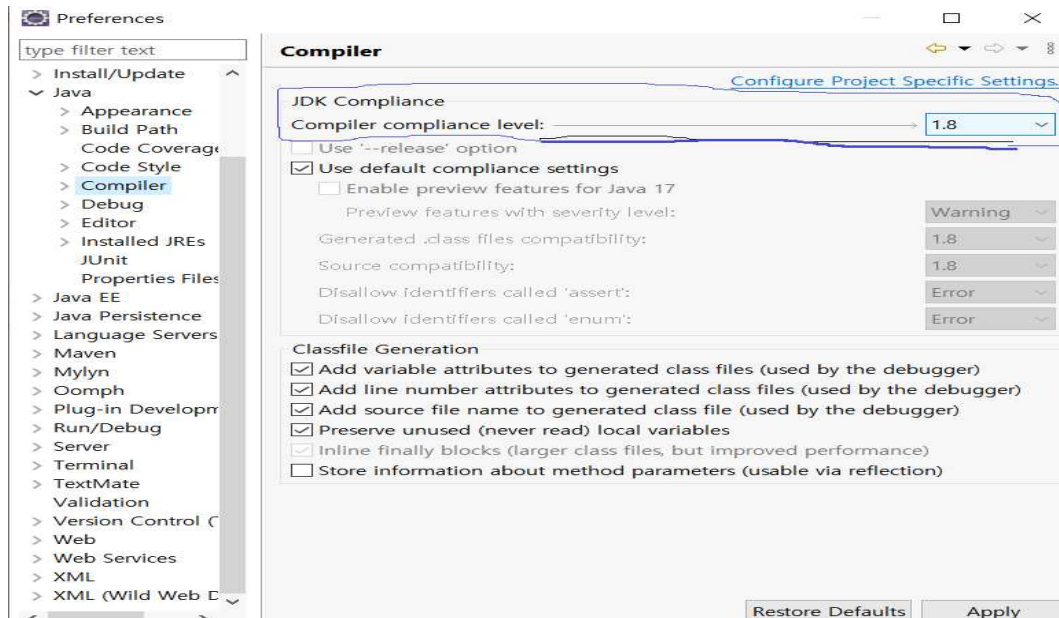 Preferences
type filter text
Install/Update
Java
Appearance
Build Path
Code Coverage
Code Style
Compiler
Debug
Editor
Installed JREs
JUnit
Properties Files
Java EE
Java Persistence
Language Servers
Maven
Mylyn
Oomph
Plug-in Developm
Run/Debug
Server
Terminal
TextMate
Validation
Version Control (
Web
Web Services
XML
XML (Wild Web D
Compiler
Configure Project Specific Settings.
JDK Compliance
Compiler compliance level: 1.8
Use '--release' option
Use default compliance settings
Enable preview features for Java 17
Preview features with severity level: Warning
Generated .class files compatibility: 1.8
Source compatibility: 1.8
Disallow identifiers called 'assert': Error
Disallow identifiers called 'enum': Error
Classfile Generation
Add variable attributes to generated class files (used by the debugger)
Add line number attributes to generated class files (used by the debugger)
Add source file name to generated class file (used by the debugger)
Preserve unused (never read) local variables
Inline finally blocks (larger class files, but improved performance)
Store information about method parameters (usable via reflection)
Restore Defaults Apply